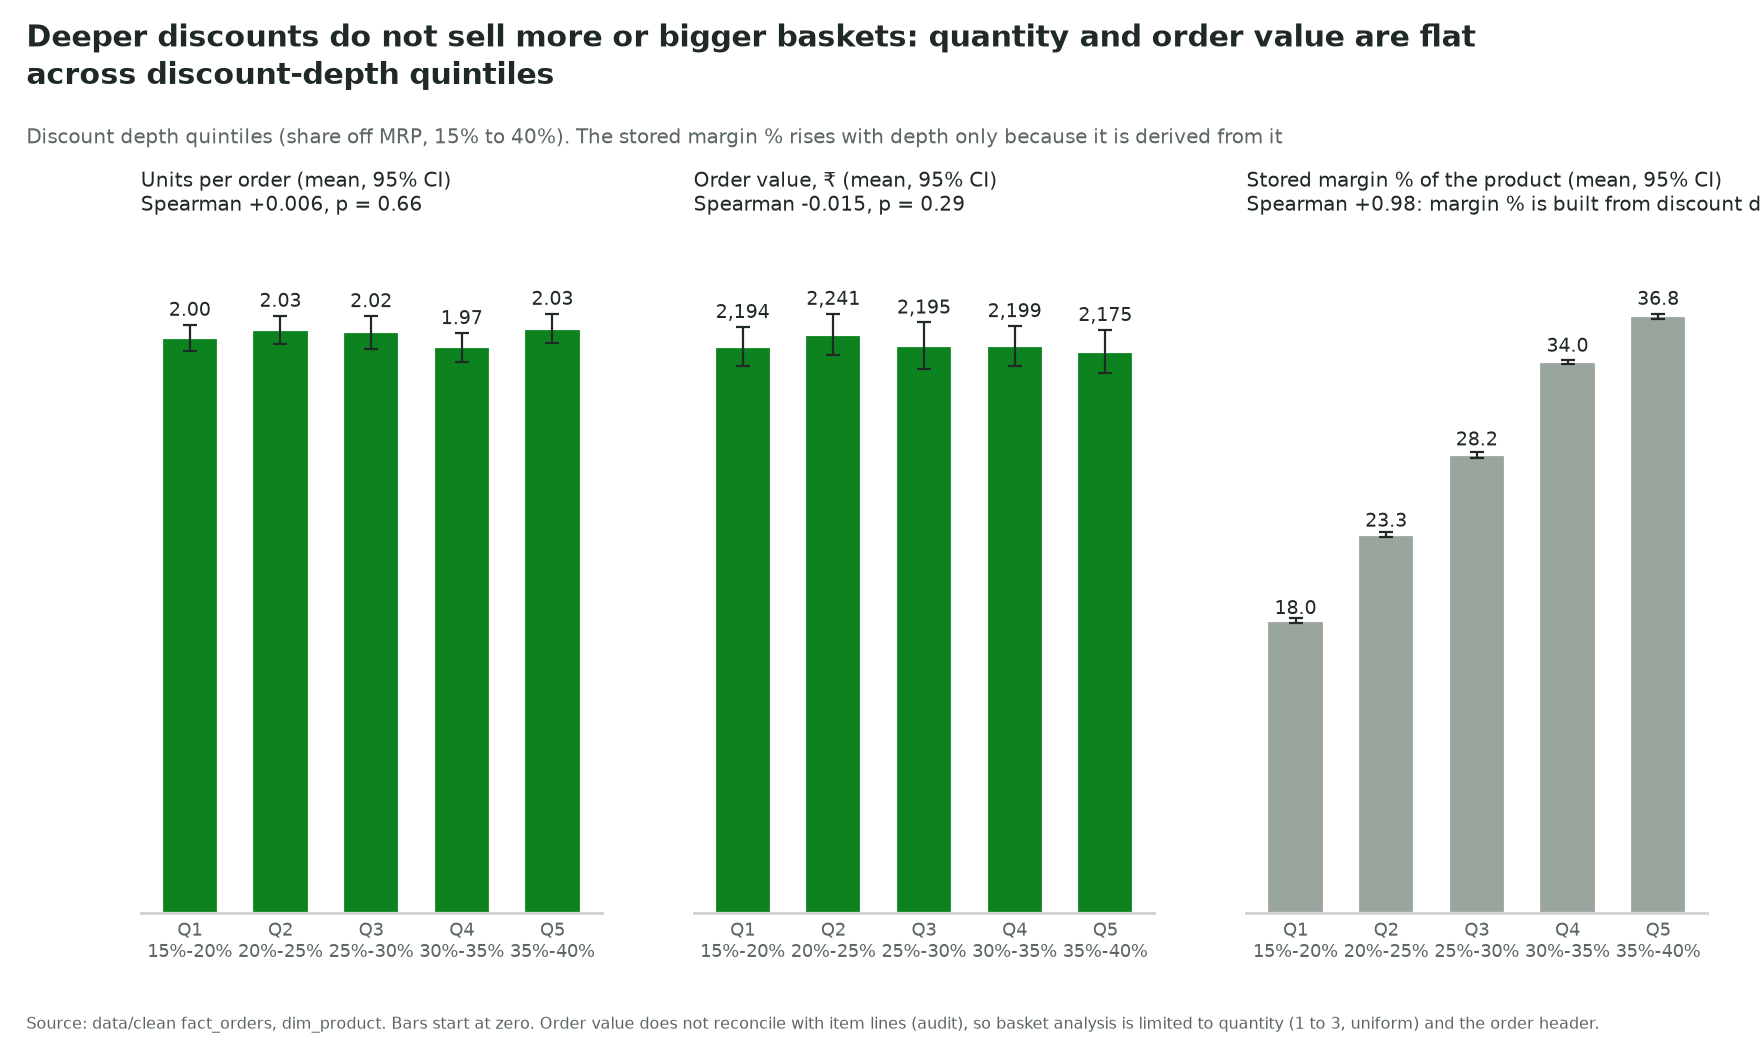 Deeper discounts do not sell more or bigger baskets: quantity and order value are flat
across discount-depth quintiles
Discount depth quintiles (share off MRP, 15% to 40%). The stored margin % rises with depth only because it is derived from it
Units per order (mean, 95% CI)
Spearman +0.006, p = 0.66
2.00
2.03
2.02
1.97
2.03
Q1
Q2
Q3
Q4
Q5
15%-20%
20%-25%
25%-30%
30%-35%
35%-40%
Order value, ₹ (mean, 95% CI)
Spearman -0.015, p = 0.29
2,194
2,241
2,195
2,199
2,175
Q1
Q2
Q3
Q4
Q5
15%-20%
20%-25%
25%-30%
30%-35%
35%-40%
Stored margin % of the product (mean, 95% CI)
Spearman +0.98: margin % is built from discount d
18.0
23.3
28.2
34.0
36.8
Q1
Q2
Q3
Q4
Q5
15%-20%
20%-25%
25%-30%
30%-35%
35%-40%
Source: data/clean fact_orders, dim_product. Bars start at zero. Order value does not reconcile with item lines (audit), so basket analysis is limited to quantity (1 to 3, uniform) and the order header.